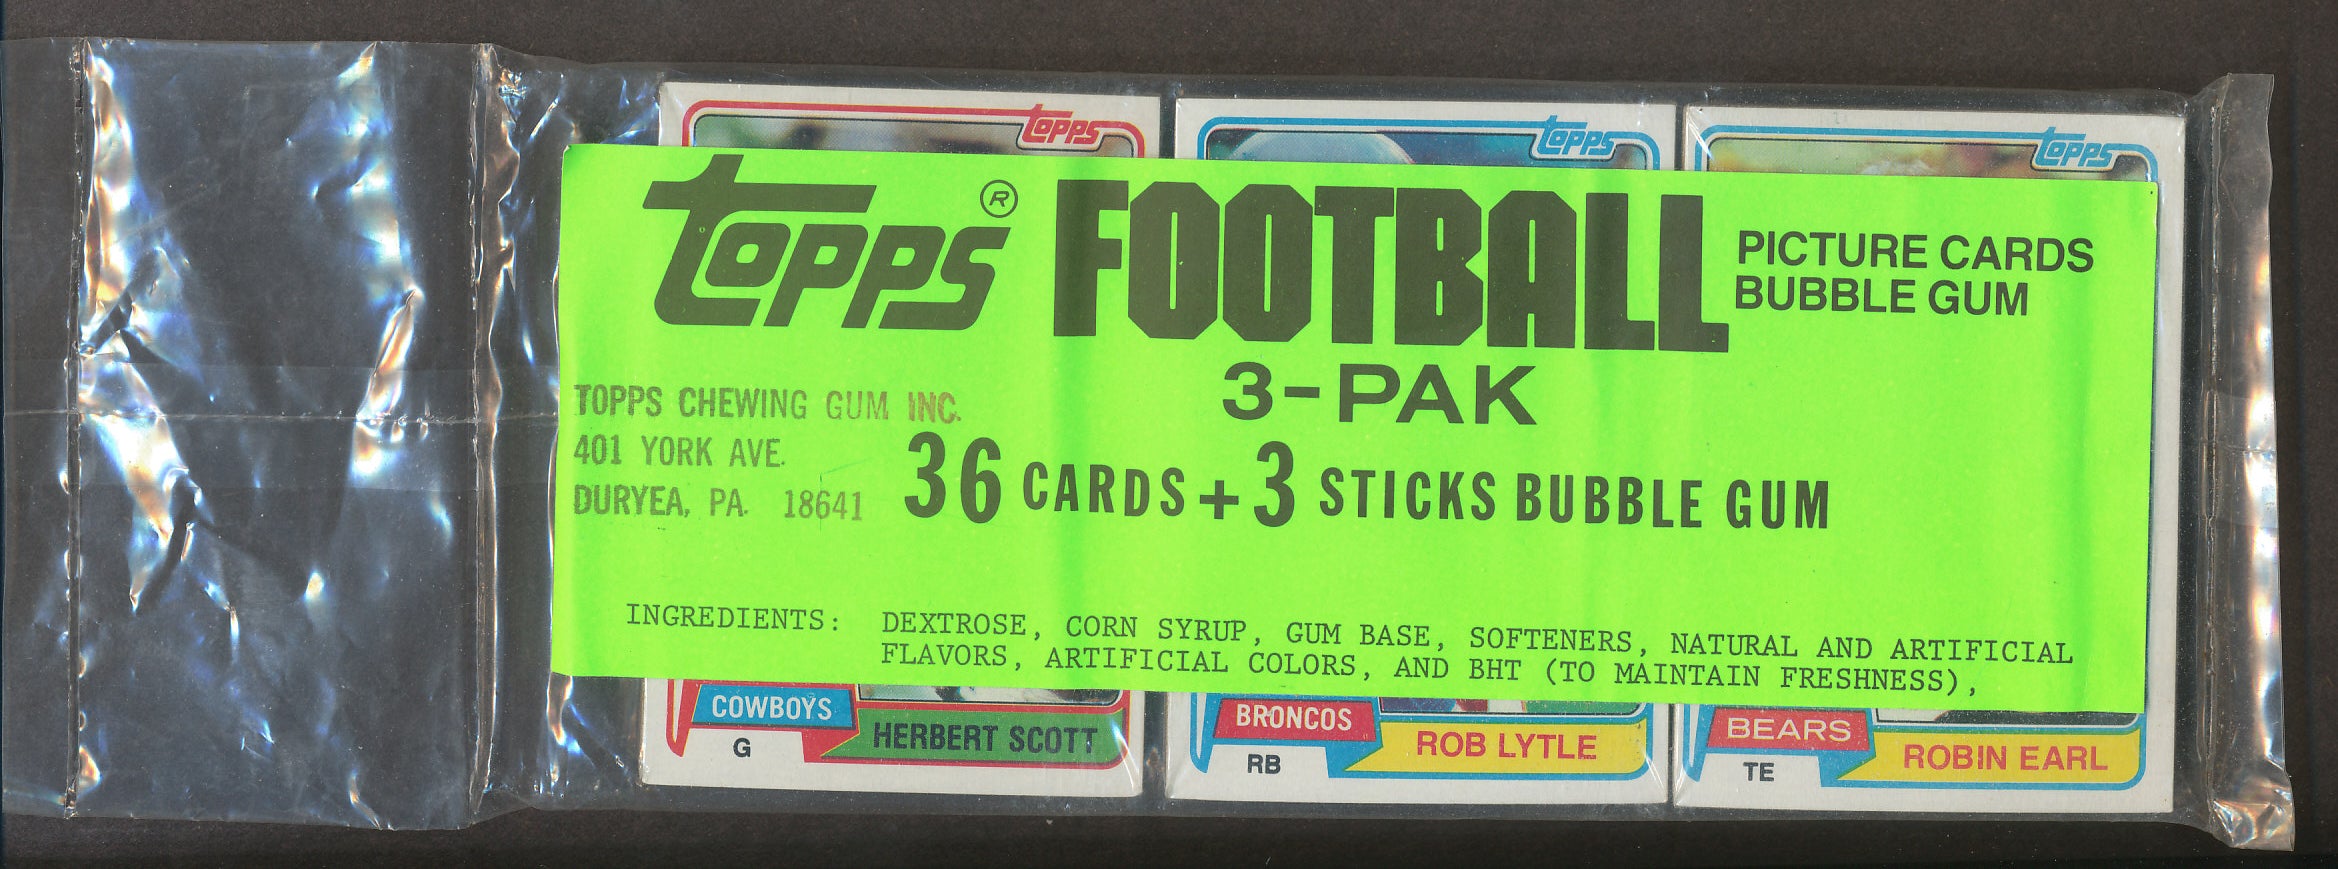 Topps Topps Topps
Topps ® FOOTBALL PICTURE CARDS
BUBBLE GUM
3-PAK
TOPPS CHEWING GUM INC.
401 YORK AVE.
DURYEA, PA. 18641
36 CARDS + 3 STICKS BUBBLE GUM
INGREDIENTS: DEXTROSE, CORN SYRUP, GUM BASE, SOFTENERS, NATURAL AND ARTIFICIAL
FLAVORS, ARTIFICIAL COLORS, AND BHT (TO MAINTAIN FRESHNESS),
COWBOYS
G
HERBERT SCOTT
BRONCOS
RB
ROB LYTLE
BEARS
TE
ROBIN EARL